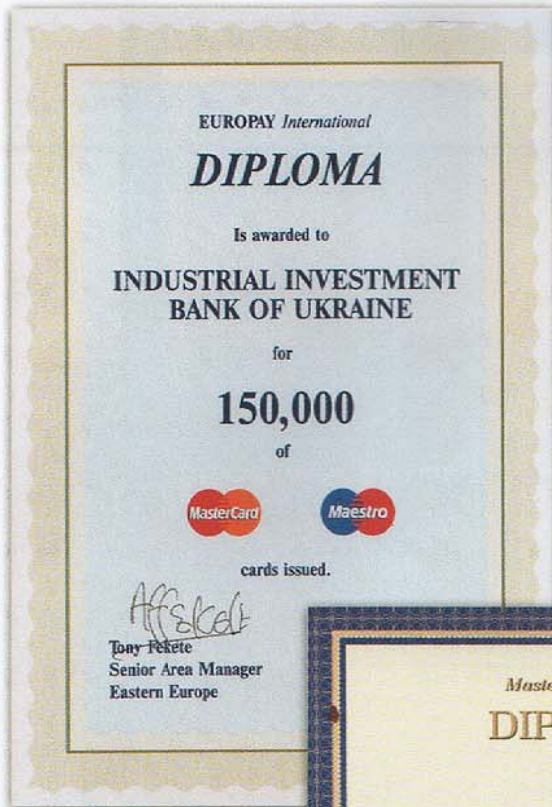 EUROPAY International
DIPLOMA
Is awarded to
INDUSTRIAL INVESTMENT
BANK OF UKRAINE
for
150,000
of
MasterCard Maestro
cards issued.
Tony Fekete
Senior Area Manager
Eastern Europe
Maste
DIP